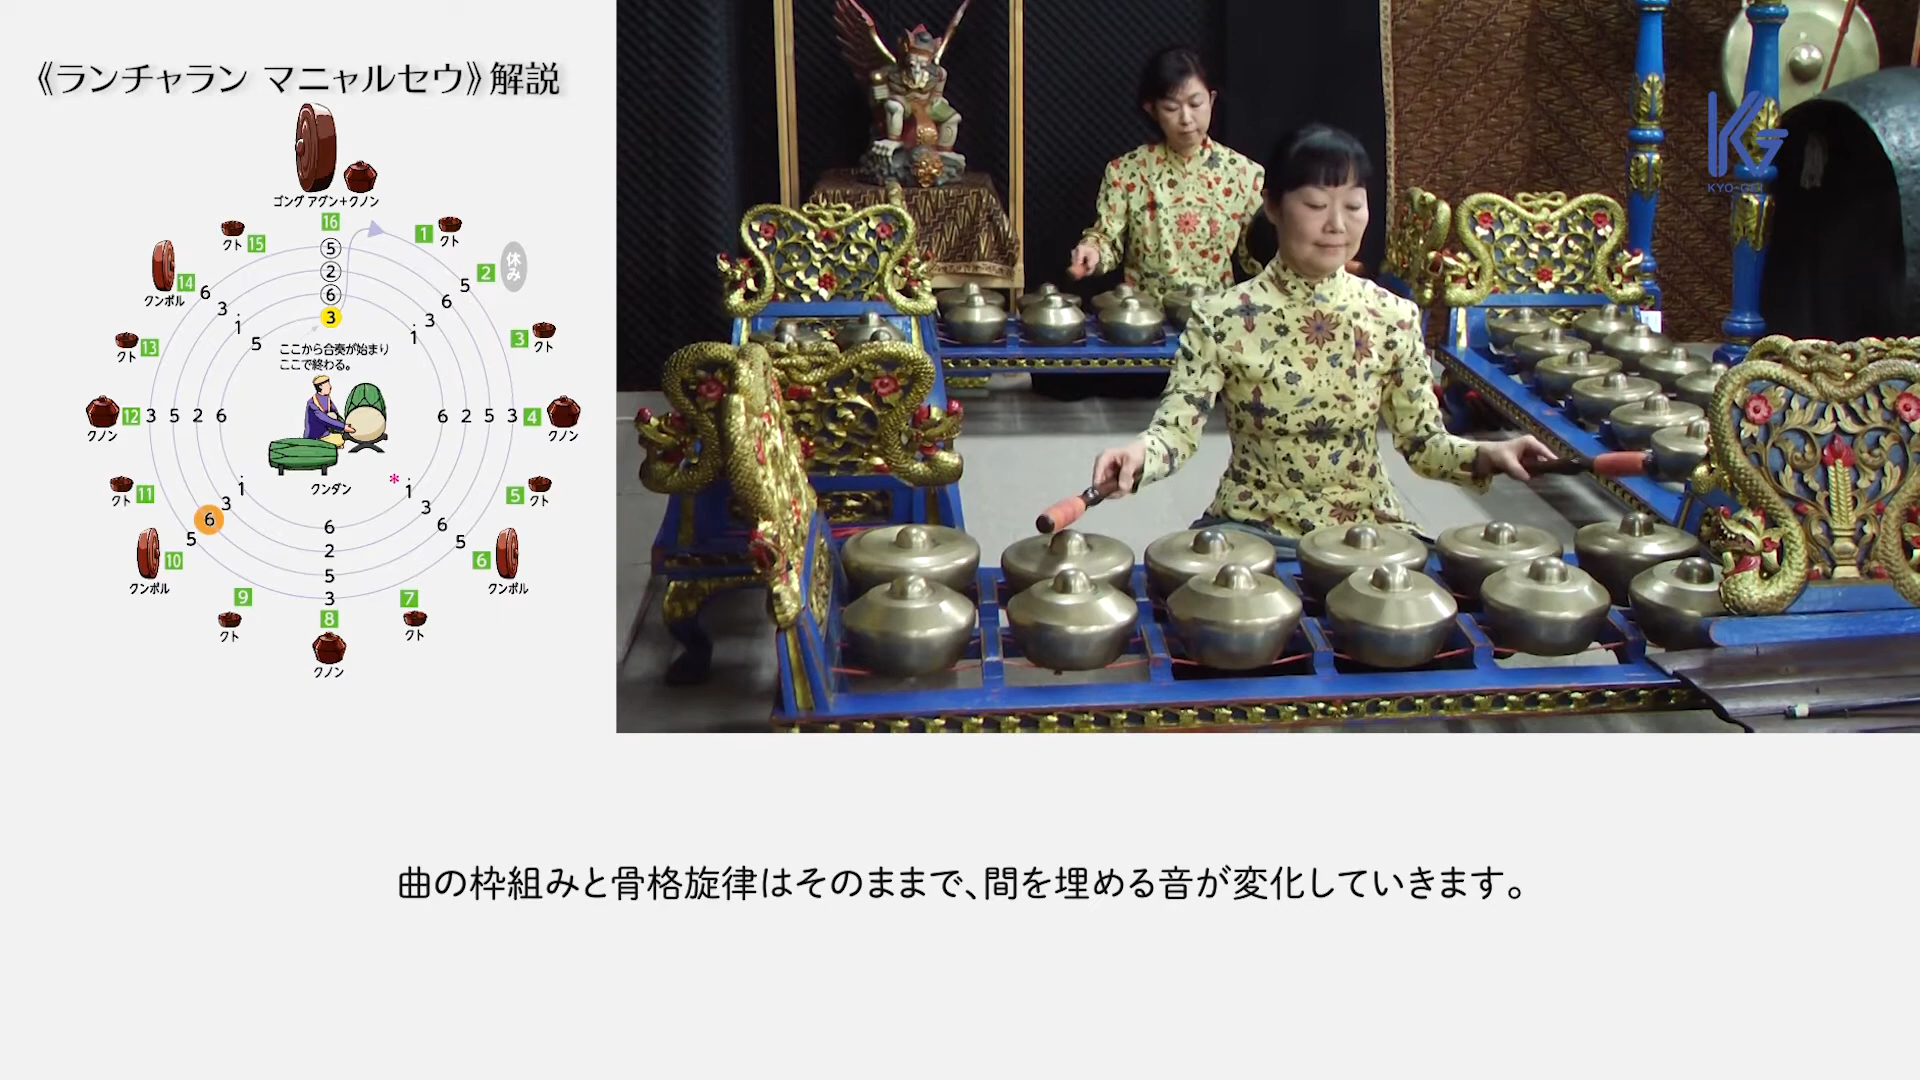 《ランチャラン マニャルセウ》解説
ゴング アグン+クノン
16
クト
15
1
クト
5
2
休み
クンポル
14
6
2
5
3
6
6
3
i
3
3
i
5
クト
13
3
クト
ここから合奏が始まり
ここで終わる。
クノン
12
3
5
2
6
6
2
5
3
4
クノン
クンダン
クト
11
i
3
6
5
*
i
3
6
5
5
クト
クンポル
10
6
2
5
3
6
クンポル
9
クト
8
クノン
7
クト
KYO-GEI
曲の枠組みと骨格旋律はそのままで、間を埋める音が変化していきます。